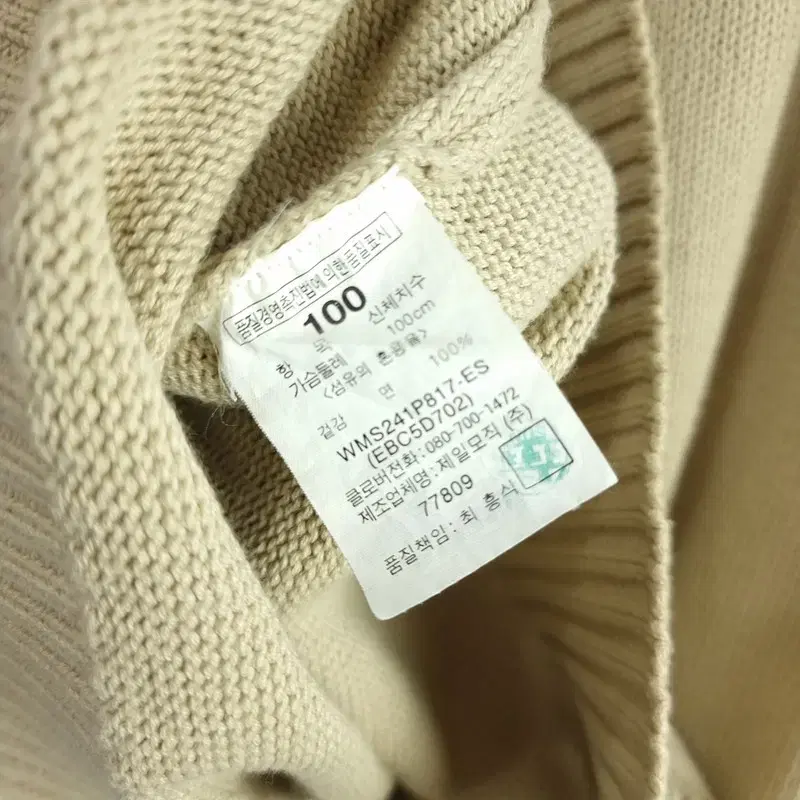 품질경영촉진법에 의한 품질표시
100
항 목 신체치수
가슴둘레 100cm
<섬유의 혼용율>
겉감 면 100%
WMS241P817-ES
(EBC5D702)
클로버전화: 080-700-1472
제조업체명: 제일모직 (주)
77809
품질책임: 최 흥식